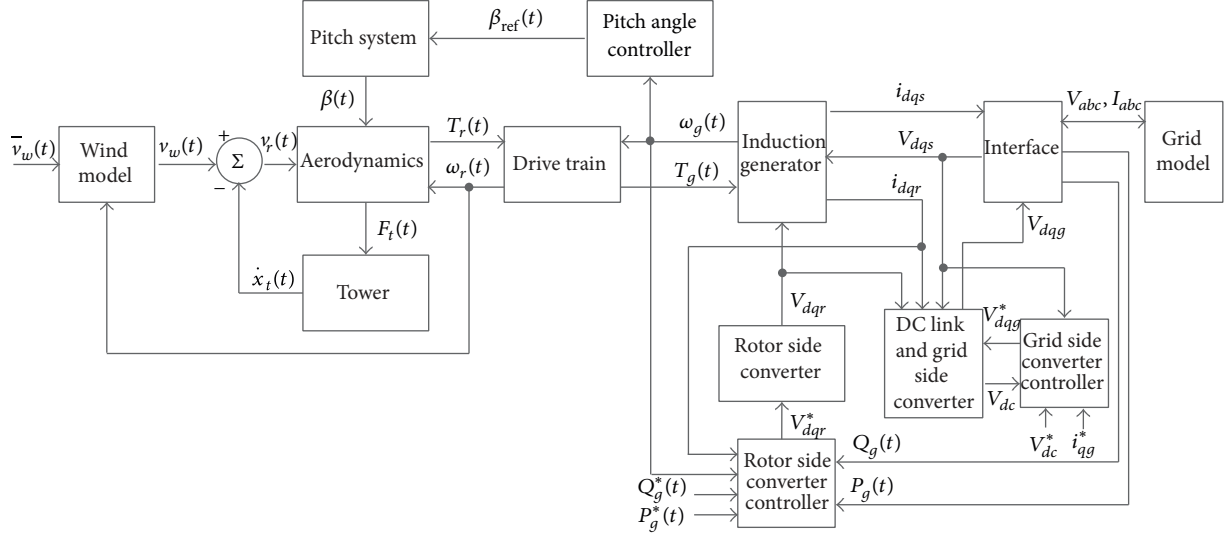 Pitch system
β_ref(t)
Pitch angle
controller
β(t)
v̅_w(t)
Wind
model
v_w(t)
+
Σ
−
v_r(t)
Aerodynamics
T_r(t)
ω_r(t)
Drive train
ω_g(t)
T_g(t)
Induction
generator
i_dqs
V_dqs
i_dqr
Interface
V_abc, I_abc
Grid
model
F_t(t)
ẋ_t(t)
Tower
V_dqg
V_dqr
Rotor side
converter
DC link
and grid
side
converter
V*_dqg
V_dc
Grid side
converter
controller
V*_dc
i*_qg
V*_dqr
Rotor side
converter
controller
Q_g(t)
P_g(t)
Q*_g(t)
P*_g(t)